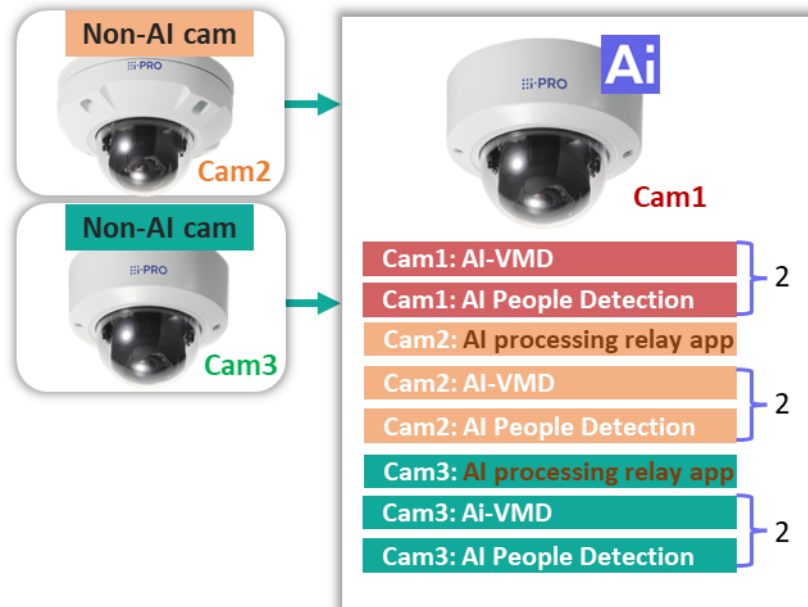 Non-AI cam
i-PRO
Cam2
Non-AI cam
i-PRO
Cam3
i-PRO
Ai
Cam1
Cam1: AI-VMD
Cam1: AI People Detection
2
Cam2: AI processing relay app
Cam2: AI-VMD
Cam2: AI People Detection
2
Cam3: AI processing relay app
Cam3: Ai-VMD
Cam3: AI People Detection
2